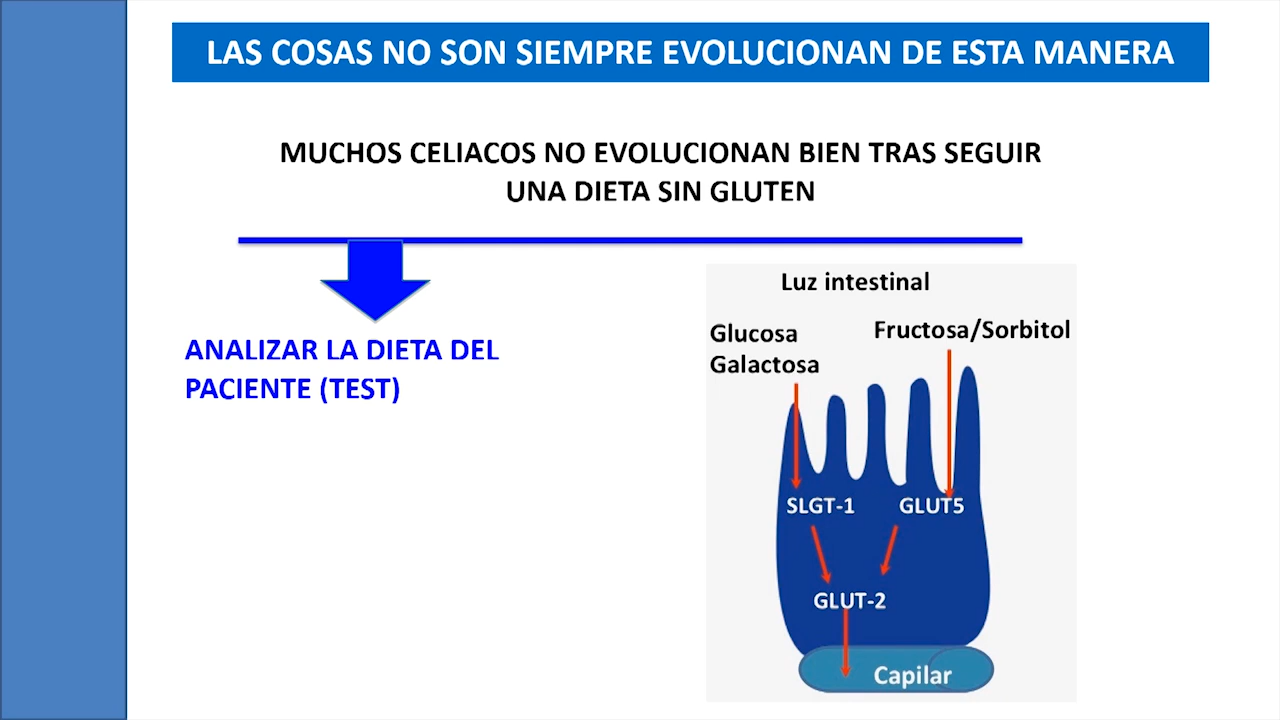 LAS COSAS NO SON SIEMPRE EVOLUCIONAN DE ESTA MANERA
MUCHOS CELIACOS NO EVOLUCIONAN BIEN TRAS SEGUIR
UNA DIETA SIN GLUTEN
ANALIZAR LA DIETA DEL
PACIENTE (TEST)
Luz intestinal
Glucosa
Galactosa
Fructosa/Sorbitol
SLGT-1
GLUT5
GLUT-2
Capilar